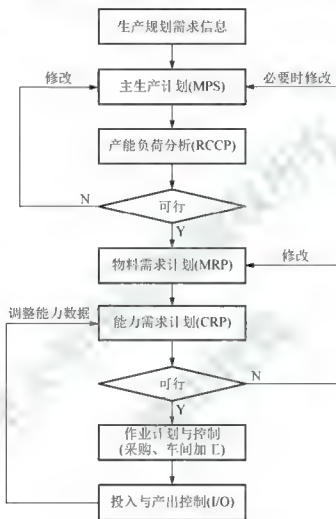 生产规划需求信息
修改
主生产计划(MPS)
必要时修改
产能负荷分析(RCCP)
N
可行
Y
物料需求计划(MRP)
修改
调整能力数据
能力需求计划(CRP)
可行
N
Y
作业计划与控制
(采购、车间加工)
投入与产出控制(I/O)